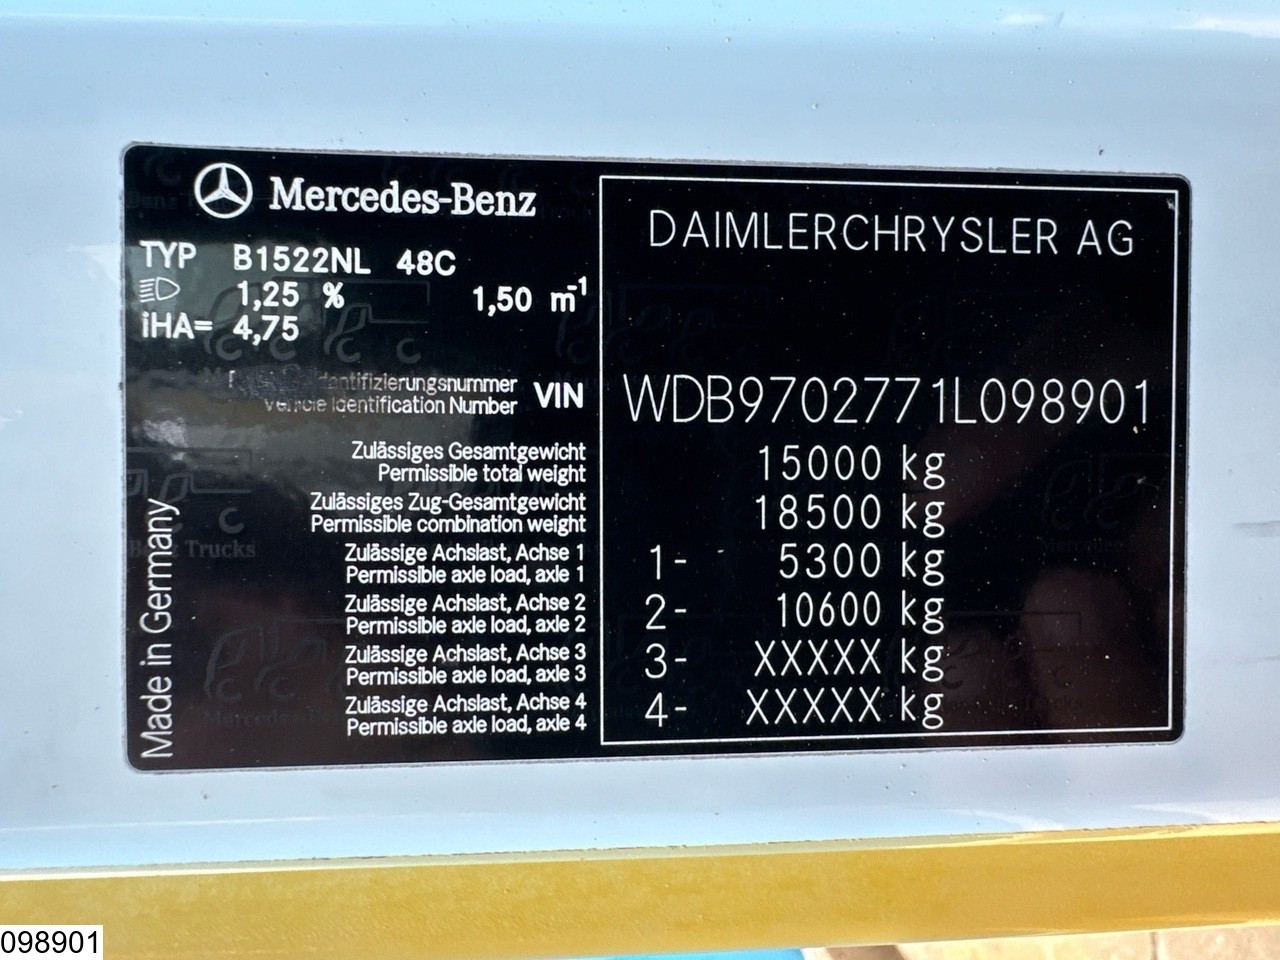 Mercedes-Benz
TYP B1522NL 48C
1,25 % 1,50 m⁻¹
iHA= 4,75
DAIMLERCHRYSLER AG
dentifizierungsnummer
Vehicle Identification Number VIN WDB9702771L098901
Zulässiges Gesamtgewicht
Permissible total weight 15000 kg
Zulässiges Zug-Gesamtgewicht
Permissible combination weight 18500 kg
Zulässige Achslast, Achse 1
Permissible axle load, axle 1 1- 5300 kg
Zulässige Achslast, Achse 2
Permissible axle load, axle 2 2- 10600 kg
Zulässige Achslast, Achse 3
Permissible axle load, axle 3 3- XXXXX kg
Zulässige Achslast, Achse 4
Permissible axle load, axle 4 4- XXXXX kg
Made in Germany
098901